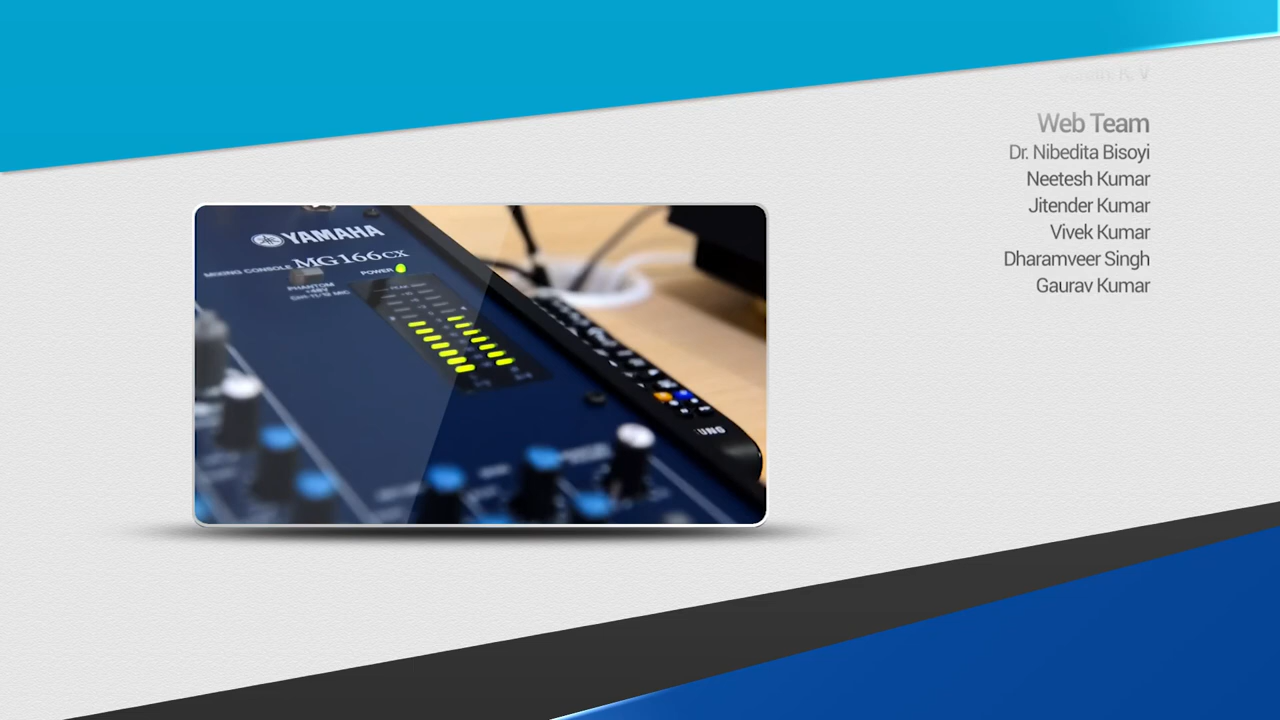 K. V
Web Team
Dr. Nibedita Bisoyi
Neetesh Kumar
Jitender Kumar
Vivek Kumar
Dharamveer Singh
Gaurav Kumar
YAMAHA
MIXING CONSOLE MG166CX
POWER
PHANTOM
+48V